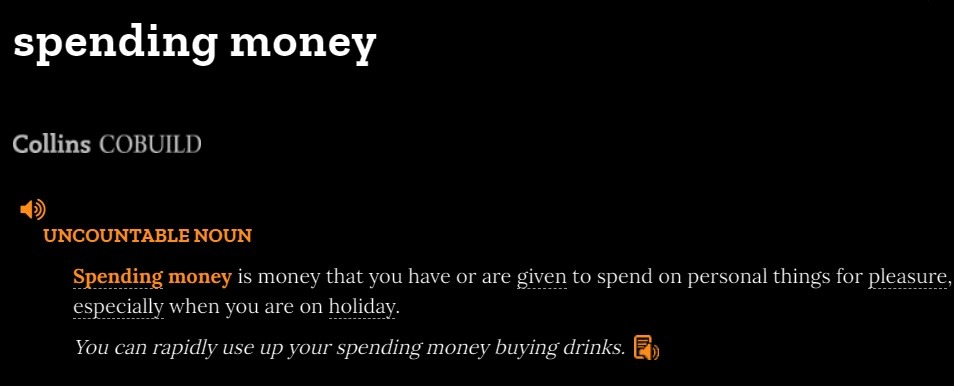 spending money
Collins COBUILD
UNCOUNTABLE NOUN
Spending money is money that you have or are given to spend on personal things for pleasure,
especially when you are on holiday.
You can rapidly use up your spending money buying drinks.